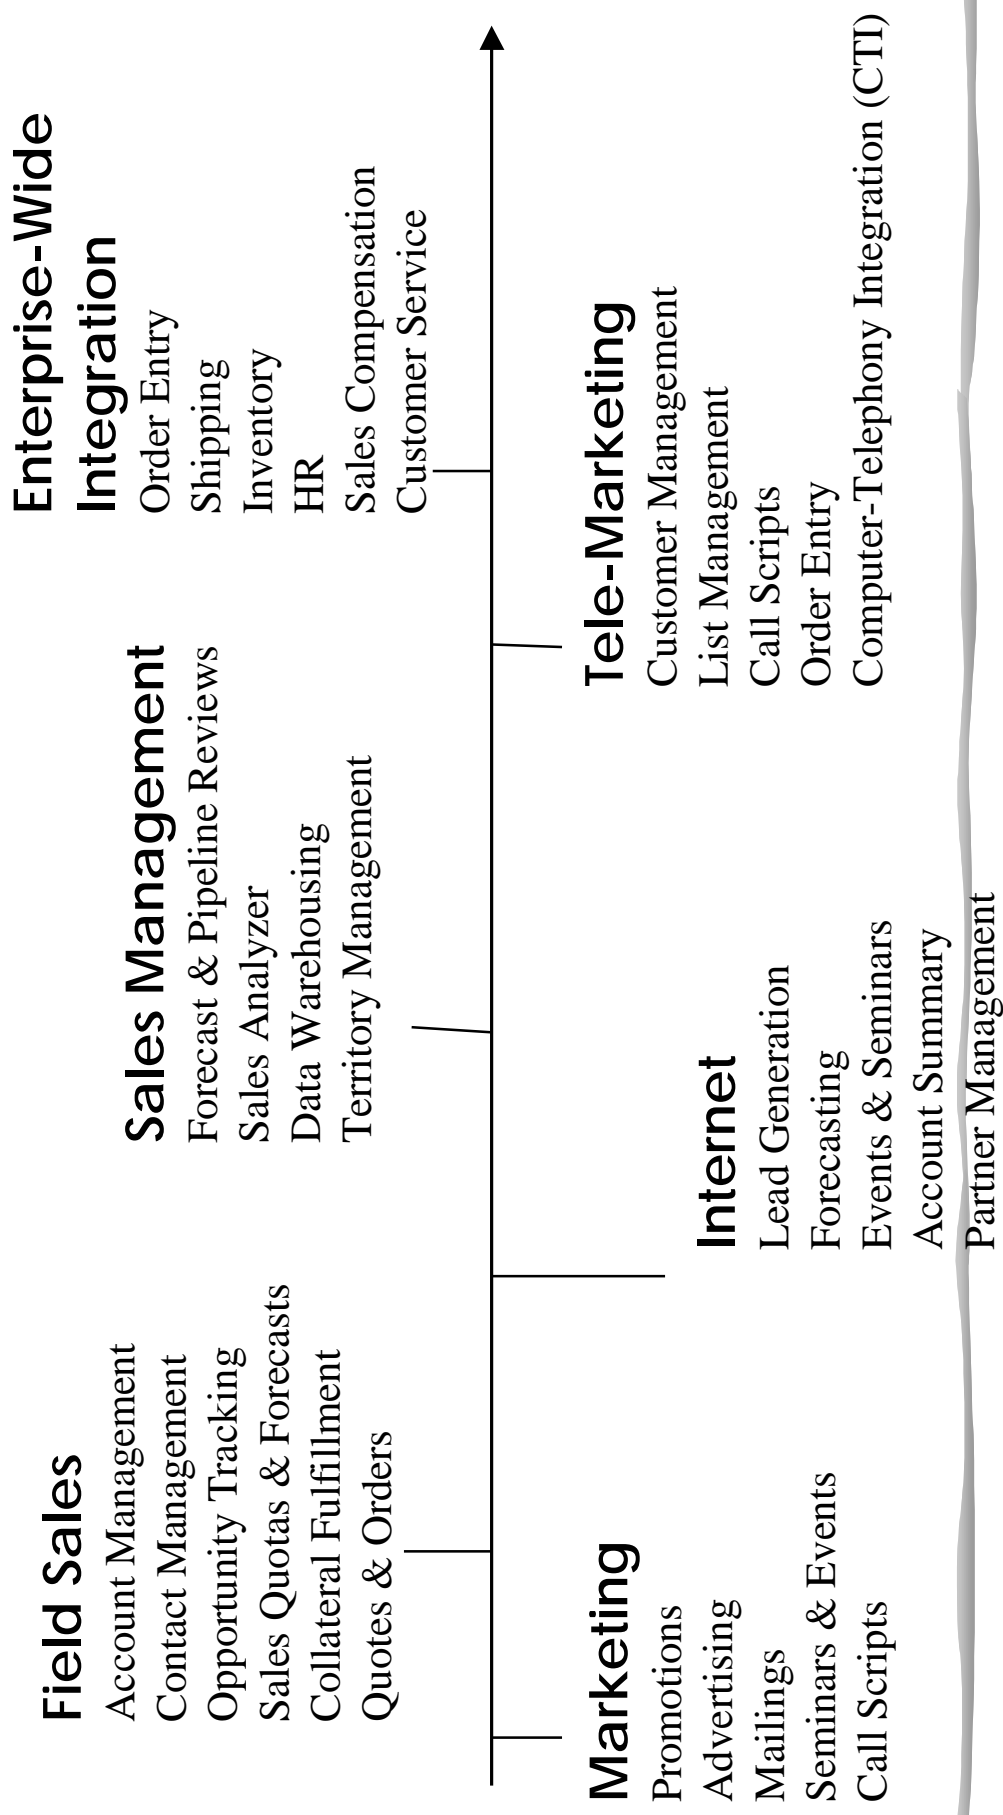 Field Sales
Account Management
Contact Management
Opportunity Tracking
Sales Quotas & Forecasts
Collateral Fulfillment
Quotes & Orders
Sales Management
Forecast & Pipeline Reviews
Sales Analyzer
Data Warehousing
Territory Management
Enterprise-Wide
Integration
Order Entry
Shipping
Inventory
HR
Sales Compensation
Customer Service
Marketing
Promotions
Advertising
Mailings
Seminars & Events
Call Scripts
Internet
Lead Generation
Forecasting
Events & Seminars
Account Summary
Partner Management
Tele-Marketing
Customer Management
List Management
Call Scripts
Order Entry
Computer-Telephony Integration (CTI)